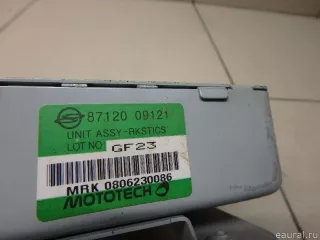 87120 09121
UNIT ASSY-RKSTICS
LOT NO GF23
MRK 0806230086
MOTOTECH
eaural.ru